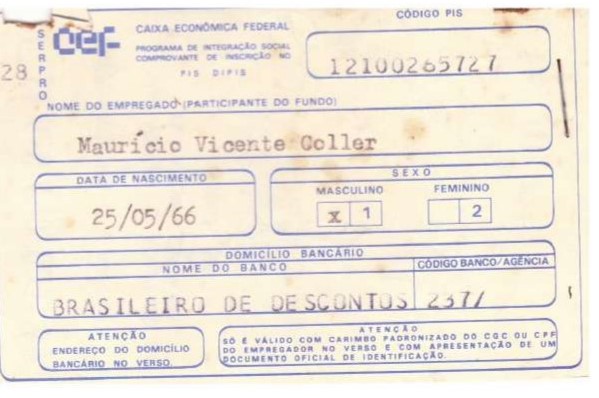 SERPRO
28
CEF
CAIXA ECONÔMICA FEDERAL
PROGRAMA DE INTEGRAÇÃO SOCIAL
COMPROVANTE DE INSCRIÇÃO NO
PIS DIPIS
CÓDIGO PIS
12100265727
NOME DO EMPREGADO (PARTICIPANTE DO FUNDO)
Maurício Vicente Coller
DATA DE NASCIMENTO
25/05/66
SEXO
MASCULINO FEMININO
x 1 2
DOMICÍLIO BANCÁRIO
NOME DO BANCO CÓDIGO BANCO/AGÊNCIA
BRASILEIRO DE DESCONTOS 237/
ATENÇÃO
ENDEREÇO DO DOMICÍLIO
BANCÁRIO NO VERSO.
ATENÇÃO
SÓ É VÁLIDO COM CARIMBO PADRONIZADO DO CGC OU CPF
DO EMPREGADOR NO VERSO E COM APRESENTAÇÃO DE UM
DOCUMENTO OFICIAL DE IDENTIFICAÇÃO.